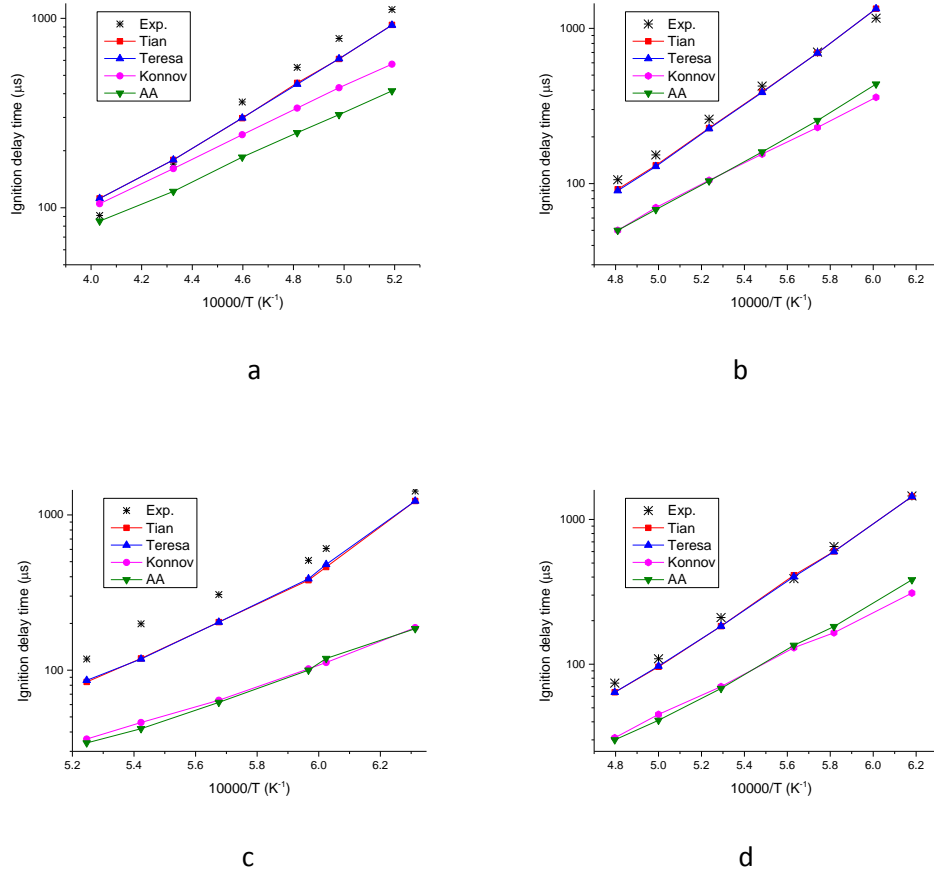 1000
100
Exp.
Tian
Teresa
Konnov
AA
Ignition delay time (μs)
4.0 4.2 4.4 4.6 4.8 5.0 5.2
10000/T (K⁻¹)
a
1000
100
Exp.
Tian
Teresa
Konnov
AA
Ignition delay time (μs)
4.8 5.0 5.2 5.4 5.6 5.8 6.0 6.2
10000/T (K⁻¹)
b
1000
100
Exp.
Tian
Teresa
Konnov
AA
Ignition delay time (μs)
5.2 5.4 5.6 5.8 6.0 6.2
10000/T (K⁻¹)
c
1000
100
Exp.
Tian
Teresa
Konnov
AA
Ignition delay time (μs)
4.8 5.0 5.2 5.4 5.6 5.8 6.0 6.2
10000/T (K⁻¹)
d